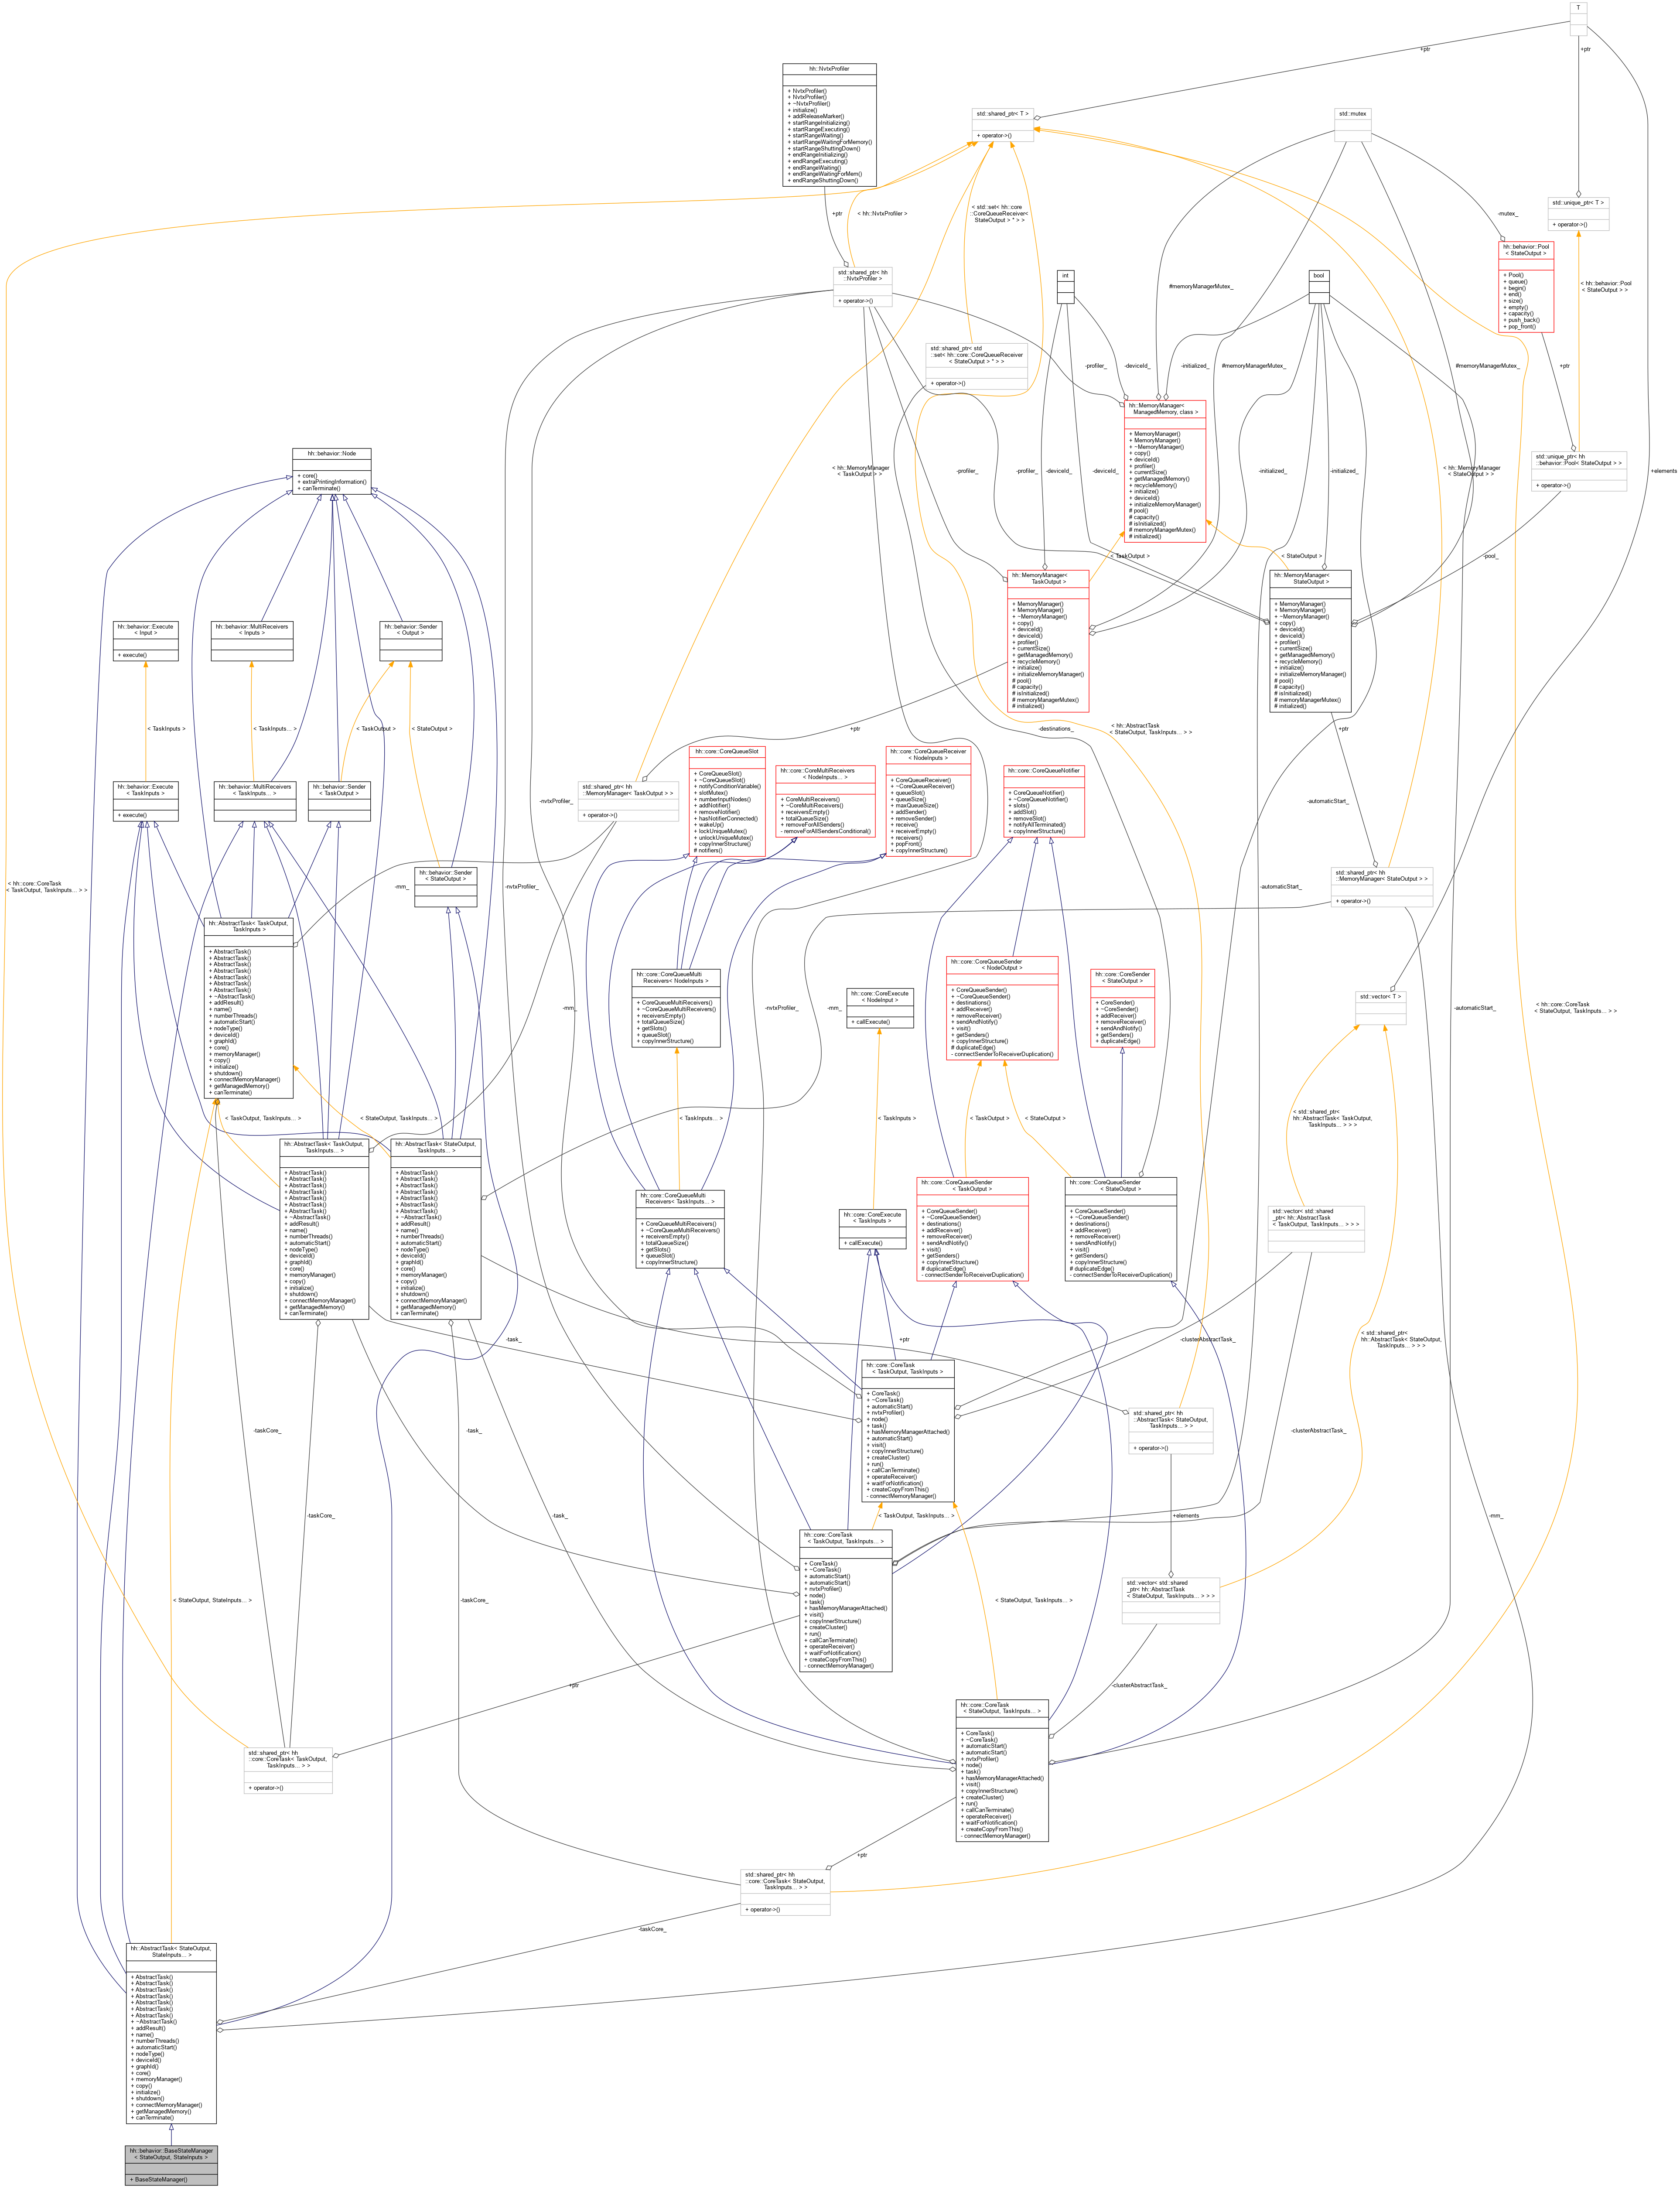 T
+ptr
+ptr
hh::NvtxProfiler
+ NvtxProfiler()
+ NvtxProfiler()
+ ~NvtxProfiler()
+ initialize()
+ addReleaseMarker()
+ startRangeInitializing()
+ startRangeExecuting()
+ startRangeWaiting()
+ startRangeWaitingForMemory()
+ startRangeShuttingDown()
+ endRangeInitializing()
+ endRangeExecuting()
+ endRangeWaiting()
+ endRangeWaitingForMem()
+ endRangeShuttingDown()
std::shared_ptr< T >
+ operator->()
std::mutex
std::unique_ptr< T >
+ operator->()
+ptr
< hh::NvtxProfiler >
< std::set< hh::core
::CoreQueueReceiver<
StateOutput > * > >
-mutex_
hh::behavior::Pool
< StateOutput >
+ Pool()
+ queue()
+ begin()
+ end()
+ size()
+ empty()
+ capacity()
+ push_back()
+ pop_front()
std::shared_ptr< hh
::NvtxProfiler >
+ operator->()
int
bool
#memoryManagerMutex_
< hh::behavior::Pool
< StateOutput > >
std::shared_ptr< std
::set< hh::core::CoreQueueReceiver
< StateOutput > * > >
+ operator->()
-profiler_
-deviceId_
-initialized_
#memoryManagerMutex_
#memoryManagerMutex_
+ptr
hh::MemoryManager<
ManagedMemory, class >
+ MemoryManager()
+ MemoryManager()
+ ~MemoryManager()
+ copy()
+ deviceId()
+ profiler()
+ currentSize()
+ getManagedMemory()
+ recycleMemory()
+ initialize()
+ deviceId()
+ initializeMemoryManager()
# pool()
# capacity()
# isInitialized()
# memoryManagerMutex()
# initialized()
hh::behavior::Node
+ core()
+ extraPrintingInformation()
+ canTerminate()
< hh::MemoryManager
< TaskOutput > >
-profiler_
-profiler_
-deviceId_
-deviceId_
-initialized_
-initialized_
< hh::MemoryManager
< StateOutput > >
std::unique_ptr< hh
::behavior::Pool< StateOutput > >
+ operator->()
+elements
< TaskOutput >
< StateOutput >
-pool_
hh::MemoryManager<
TaskOutput >
+ MemoryManager()
+ MemoryManager()
+ ~MemoryManager()
+ copy()
+ deviceId()
+ deviceId()
+ profiler()
+ currentSize()
+ getManagedMemory()
+ recycleMemory()
+ initialize()
+ initializeMemoryManager()
# pool()
# capacity()
# isInitialized()
# memoryManagerMutex()
# initialized()
hh::MemoryManager<
StateOutput >
+ MemoryManager()
+ MemoryManager()
+ ~MemoryManager()
+ copy()
+ deviceId()
+ deviceId()
+ profiler()
+ currentSize()
+ getManagedMemory()
+ recycleMemory()
+ initialize()
+ initializeMemoryManager()
# pool()
# capacity()
# isInitialized()
# memoryManagerMutex()
# initialized()
hh::behavior::Execute
< Input >
+ execute()
hh::behavior::MultiReceivers
< Inputs >
hh::behavior::Sender
< Output >
< TaskInputs >
< TaskInputs... >
< TaskOutput >
< StateOutput >
+ptr
-destinations_
< hh::AbstractTask
< StateOutput, TaskInputs... > >
+ptr
hh::behavior::Execute
< TaskInputs >
+ execute()
hh::behavior::MultiReceivers
< TaskInputs... >
hh::behavior::Sender
< TaskOutput >
-nvtxProfiler_
std::shared_ptr< hh
::MemoryManager< TaskOutput > >
+ operator->()
hh::core::CoreQueueSlot
+ CoreQueueSlot()
+ ~CoreQueueSlot()
+ notifyConditionVariable()
+ slotMutex()
+ numberInputNodes()
+ addNotifier()
+ removeNotifier()
+ hasNotifierConnected()
+ wakeUp()
+ lockUniqueMutex()
+ unlockUniqueMutex()
+ copyInnerStructure()
# notifiers()
hh::core::CoreMultiReceivers
< NodeInputs... >
+ CoreMultiReceivers()
+ ~CoreMultiReceivers()
+ receiversEmpty()
+ totalQueueSize()
+ removeForAllSenders()
- removeForAllSendersConditional()
hh::core::CoreQueueReceiver
< NodeInputs >
+ CoreQueueReceiver()
+ ~CoreQueueReceiver()
+ queueSlot()
+ queueSize()
+ maxQueueSize()
+ addSender()
+ removeSender()
+ receive()
+ receiverEmpty()
+ receivers()
+ popFront()
+ copyInnerStructure()
hh::core::CoreQueueNotifier
+ CoreQueueNotifier()
+ ~CoreQueueNotifier()
+ slots()
+ addSlot()
+ removeSlot()
+ notifyAllTerminated()
+ copyInnerStructure()
-automaticStart_
< hh::core::CoreTask
< TaskOutput, TaskInputs... > >
-mm_
hh::behavior::Sender
< StateOutput >
-nvtxProfiler_
-automaticStart_
std::shared_ptr< hh
::MemoryManager< StateOutput > >
+ operator->()
hh::AbstractTask< TaskOutput,
TaskInputs >
+ AbstractTask()
+ AbstractTask()
+ AbstractTask()
+ AbstractTask()
+ AbstractTask()
+ AbstractTask()
+ AbstractTask()
+ ~AbstractTask()
+ addResult()
+ name()
+ numberThreads()
+ automaticStart()
+ nodeType()
+ deviceId()
+ graphId()
+ core()
+ memoryManager()
+ copy()
+ initialize()
+ shutdown()
+ connectMemoryManager()
+ getManagedMemory()
+ canTerminate()
-mm_
hh::core::CoreQueueMulti
Receivers< NodeInputs >
+ CoreQueueMultiReceivers()
+ ~CoreQueueMultiReceivers()
+ receiversEmpty()
+ totalQueueSize()
+ getSlots()
+ queueSlot()
+ copyInnerStructure()
-nvtxProfiler_
-mm_
hh::core::CoreExecute
< NodeInput >
+ callExecute()
hh::core::CoreQueueSender
< NodeOutput >
+ CoreQueueSender()
+ ~CoreQueueSender()
+ destinations()
+ addReceiver()
+ removeReceiver()
+ sendAndNotify()
+ visit()
+ getSenders()
+ copyInnerStructure()
# duplicateEdge()
- connectSenderToReceiverDuplication()
hh::core::CoreSender
< StateOutput >
+ CoreSender()
+ ~CoreSender()
+ addReceiver()
+ removeReceiver()
+ sendAndNotify()
+ getSenders()
+ duplicateEdge()
std::vector< T >
-automaticStart_
< hh::core::CoreTask
< StateOutput, TaskInputs... > >
< TaskOutput, TaskInputs... >
< StateOutput, TaskInputs... >
< TaskInputs... >
< TaskInputs >
< TaskOutput >
< StateOutput >
< std::shared_ptr<
hh::AbstractTask< TaskOutput,
TaskInputs... > > >
hh::AbstractTask< TaskOutput,
TaskInputs... >
+ AbstractTask()
+ AbstractTask()
+ AbstractTask()
+ AbstractTask()
+ AbstractTask()
+ AbstractTask()
+ AbstractTask()
+ ~AbstractTask()
+ addResult()
+ name()
+ numberThreads()
+ automaticStart()
+ nodeType()
+ deviceId()
+ graphId()
+ core()
+ memoryManager()
+ copy()
+ initialize()
+ shutdown()
+ connectMemoryManager()
+ getManagedMemory()
+ canTerminate()
hh::AbstractTask< StateOutput,
TaskInputs... >
+ AbstractTask()
+ AbstractTask()
+ AbstractTask()
+ AbstractTask()
+ AbstractTask()
+ AbstractTask()
+ AbstractTask()
+ ~AbstractTask()
+ addResult()
+ name()
+ numberThreads()
+ automaticStart()
+ nodeType()
+ deviceId()
+ graphId()
+ core()
+ memoryManager()
+ copy()
+ initialize()
+ shutdown()
+ connectMemoryManager()
+ getManagedMemory()
+ canTerminate()
hh::core::CoreQueueMulti
Receivers< TaskInputs... >
+ CoreQueueMultiReceivers()
+ ~CoreQueueMultiReceivers()
+ receiversEmpty()
+ totalQueueSize()
+ getSlots()
+ queueSlot()
+ copyInnerStructure()
hh::core::CoreExecute
< TaskInputs >
+ callExecute()
hh::core::CoreQueueSender
< TaskOutput >
+ CoreQueueSender()
+ ~CoreQueueSender()
+ destinations()
+ addReceiver()
+ removeReceiver()
+ sendAndNotify()
+ visit()
+ getSenders()
+ copyInnerStructure()
# duplicateEdge()
- connectSenderToReceiverDuplication()
hh::core::CoreQueueSender
< StateOutput >
+ CoreQueueSender()
+ ~CoreQueueSender()
+ destinations()
+ addReceiver()
+ removeReceiver()
+ sendAndNotify()
+ visit()
+ getSenders()
+ copyInnerStructure()
# duplicateEdge()
- connectSenderToReceiverDuplication()
std::vector< std::shared
_ptr< hh::AbstractTask
< TaskOutput, TaskInputs... > > >
-task_
+ptr
-clusterAbstractTask_
< std::shared_ptr<
hh::AbstractTask< StateOutput,
TaskInputs... > > >
hh::core::CoreTask
< TaskOutput, TaskInputs >
+ CoreTask()
+ ~CoreTask()
+ automaticStart()
+ nvtxProfiler()
+ node()
+ task()
+ hasMemoryManagerAttached()
+ automaticStart()
+ visit()
+ copyInnerStructure()
+ createCluster()
+ run()
+ callCanTerminate()
+ operateReceiver()
+ waitForNotification()
+ createCopyFromThis()
- connectMemoryManager()
std::shared_ptr< hh
::AbstractTask< StateOutput,
TaskInputs... > >
+ operator->()
-taskCore_
-task_
-clusterAbstractTask_
-taskCore_
-task_
< TaskOutput, TaskInputs... >
+elements
-mm_
hh::core::CoreTask
< TaskOutput, TaskInputs... >
+ CoreTask()
+ ~CoreTask()
+ automaticStart()
+ automaticStart()
+ nvtxProfiler()
+ node()
+ task()
+ hasMemoryManagerAttached()
+ visit()
+ copyInnerStructure()
+ createCluster()
+ run()
+ callCanTerminate()
+ operateReceiver()
+ waitForNotification()
+ createCopyFromThis()
- connectMemoryManager()
std::vector< std::shared
_ptr< hh::AbstractTask
< StateOutput, TaskInputs... > > >
< StateOutput, StateInputs... >
-taskCore_
< StateOutput, TaskInputs... >
+ptr
-clusterAbstractTask_
hh::core::CoreTask
< StateOutput, TaskInputs... >
+ CoreTask()
+ ~CoreTask()
+ automaticStart()
+ automaticStart()
+ nvtxProfiler()
+ node()
+ task()
+ hasMemoryManagerAttached()
+ visit()
+ copyInnerStructure()
+ createCluster()
+ run()
+ callCanTerminate()
+ operateReceiver()
+ waitForNotification()
+ createCopyFromThis()
- connectMemoryManager()
std::shared_ptr< hh
::core::CoreTask< TaskOutput,
TaskInputs... > >
+ operator->()
+ptr
std::shared_ptr< hh
::core::CoreTask< StateOutput,
TaskInputs... > >
+ operator->()
-taskCore_
hh::AbstractTask< StateOutput,
StateInputs... >
+ AbstractTask()
+ AbstractTask()
+ AbstractTask()
+ AbstractTask()
+ AbstractTask()
+ AbstractTask()
+ AbstractTask()
+ ~AbstractTask()
+ addResult()
+ name()
+ numberThreads()
+ automaticStart()
+ nodeType()
+ deviceId()
+ graphId()
+ core()
+ memoryManager()
+ copy()
+ initialize()
+ shutdown()
+ connectMemoryManager()
+ getManagedMemory()
+ canTerminate()
hh::behavior::BaseStateManager
< StateOutput, StateInputs >
+ BaseStateManager()